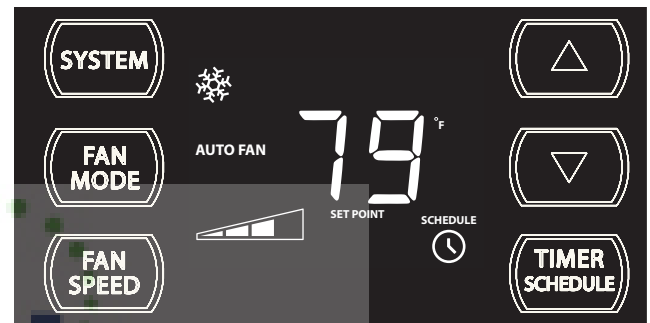 SYSTEM
AUTO FAN
79 °F
FAN
MODE
SET POINT
SCHEDULE
FAN
SPEED
TIMER
SCHEDULE